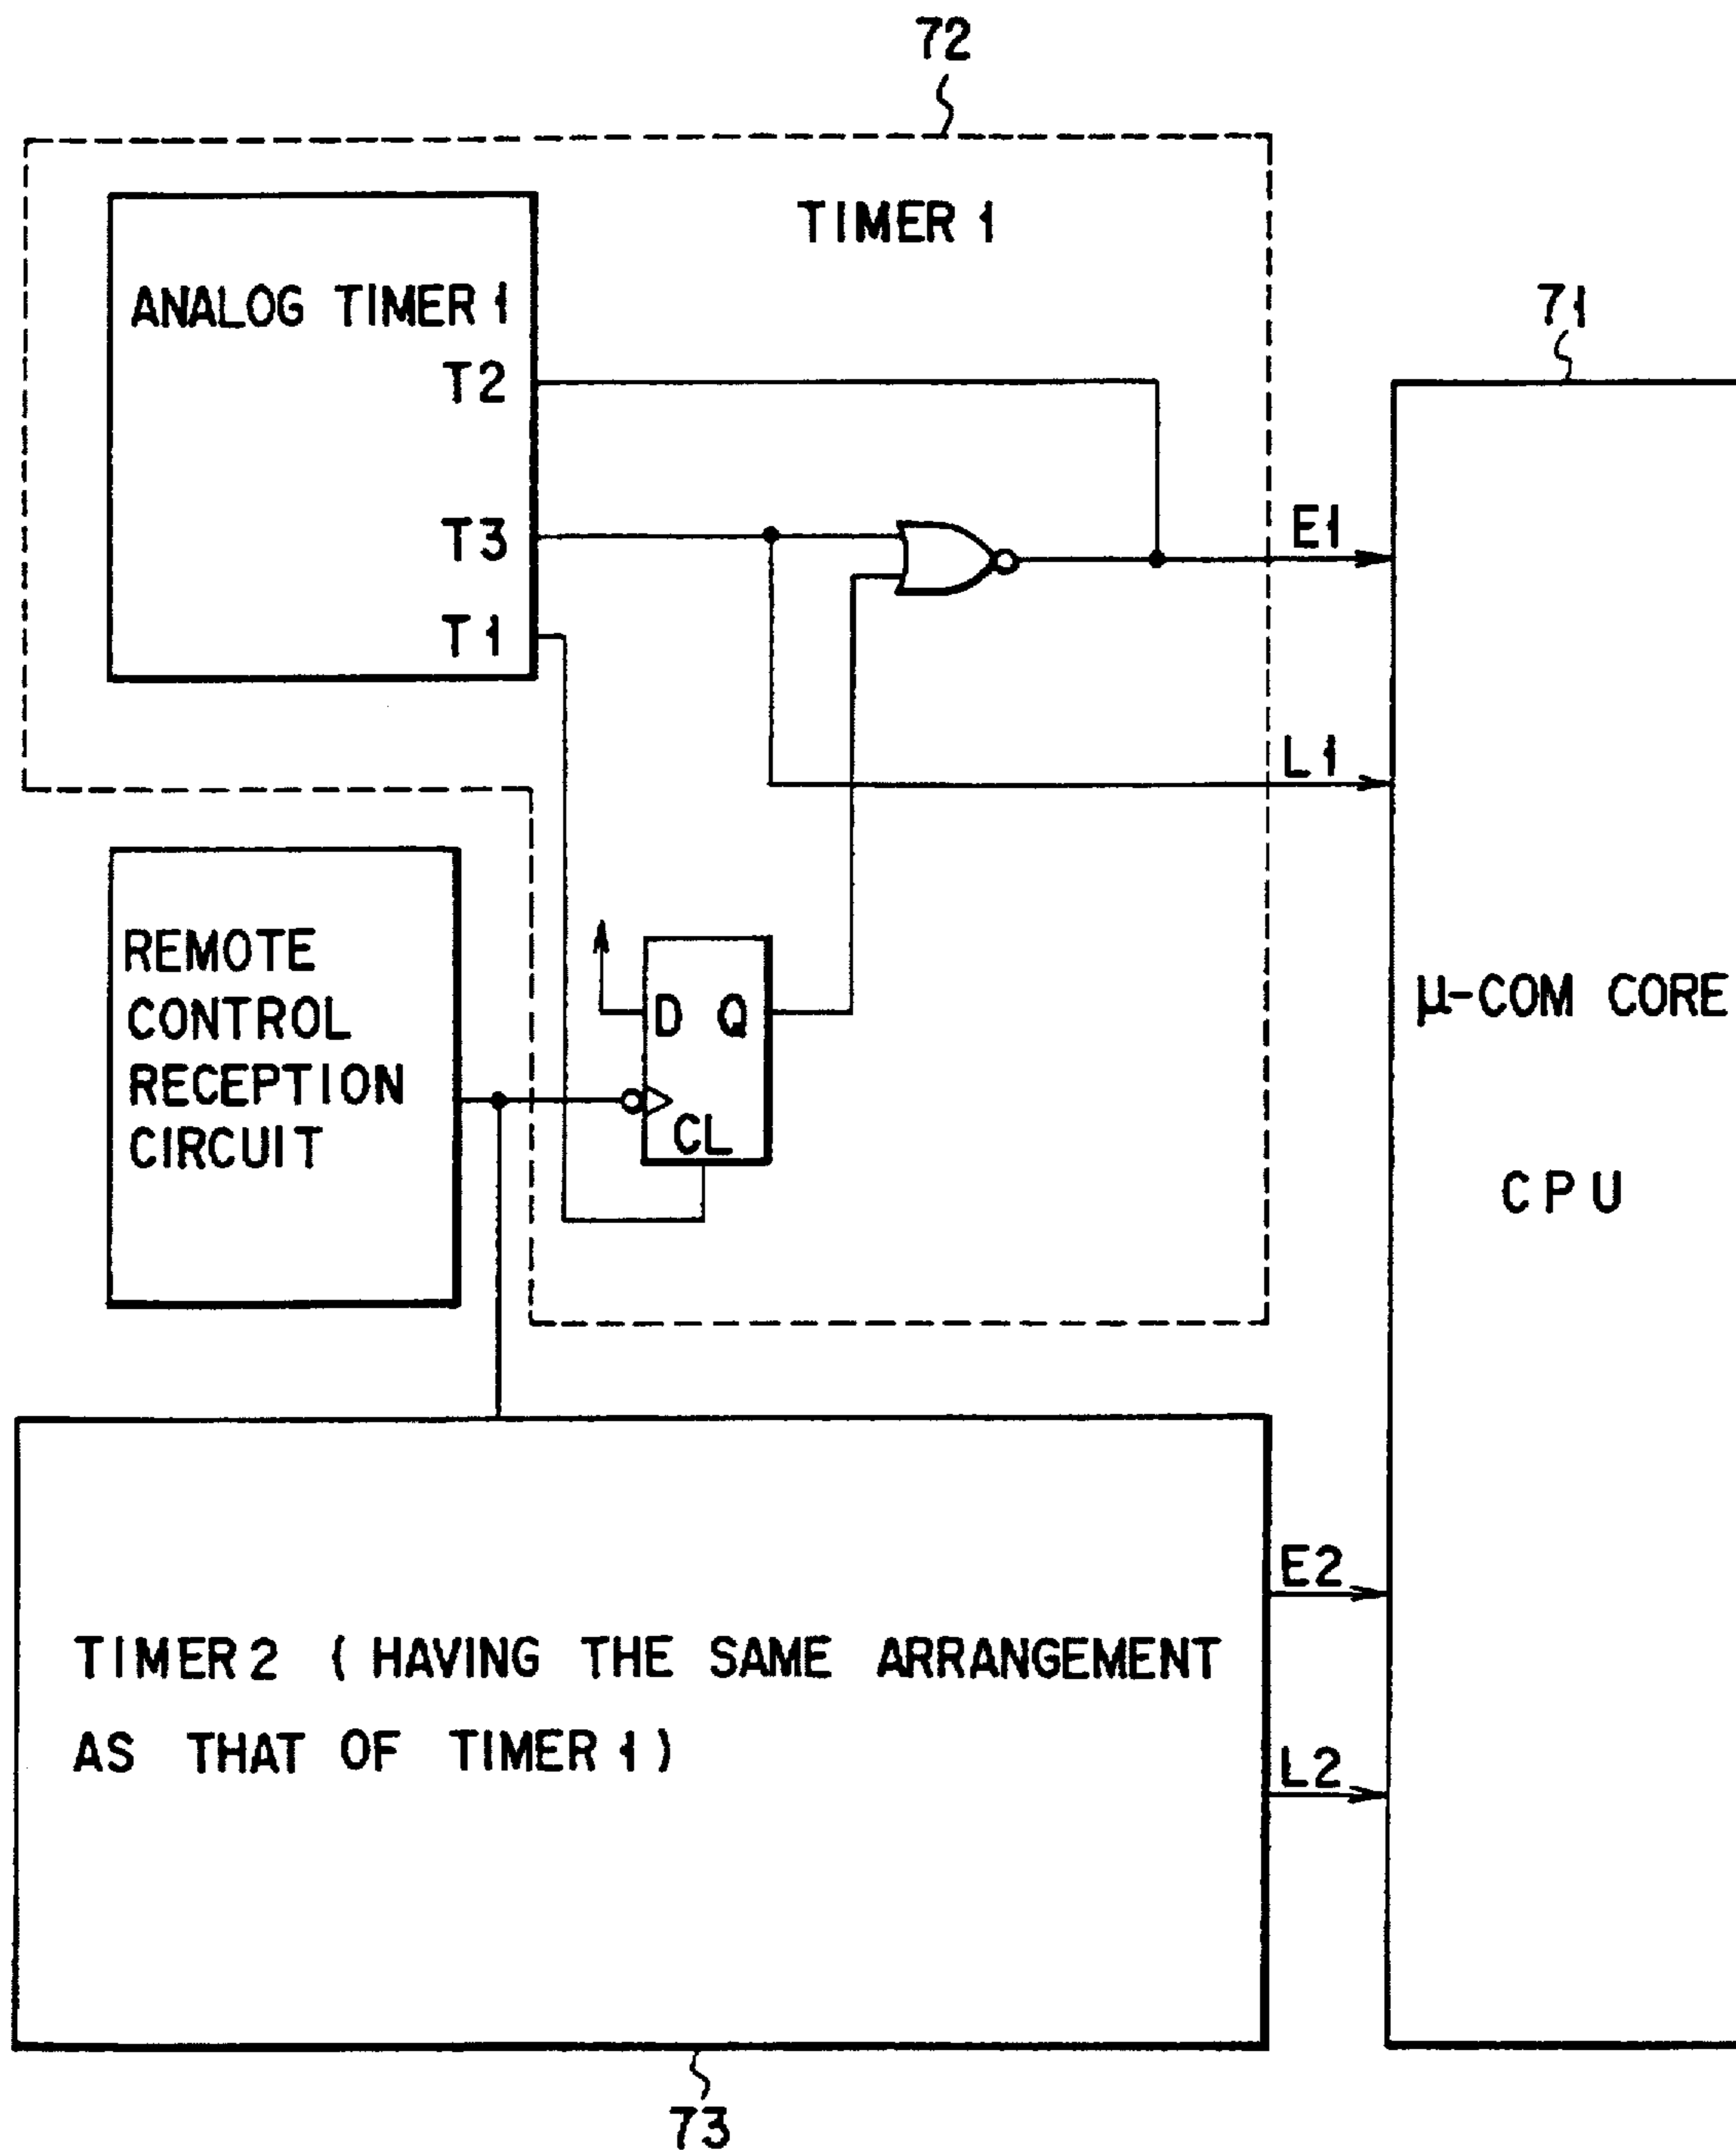 72
TIMER 1
ANALOG TIMER 1
T2
T3
T1
71
E1
L1
REMOTE
CONTROL
RECEPTION
CIRCUIT
D Q
CL
μ-COM CORE
CPU
E2
L2
TIMER 2 (HAVING THE SAME ARRANGEMENT
AS THAT OF TIMER 1)
73